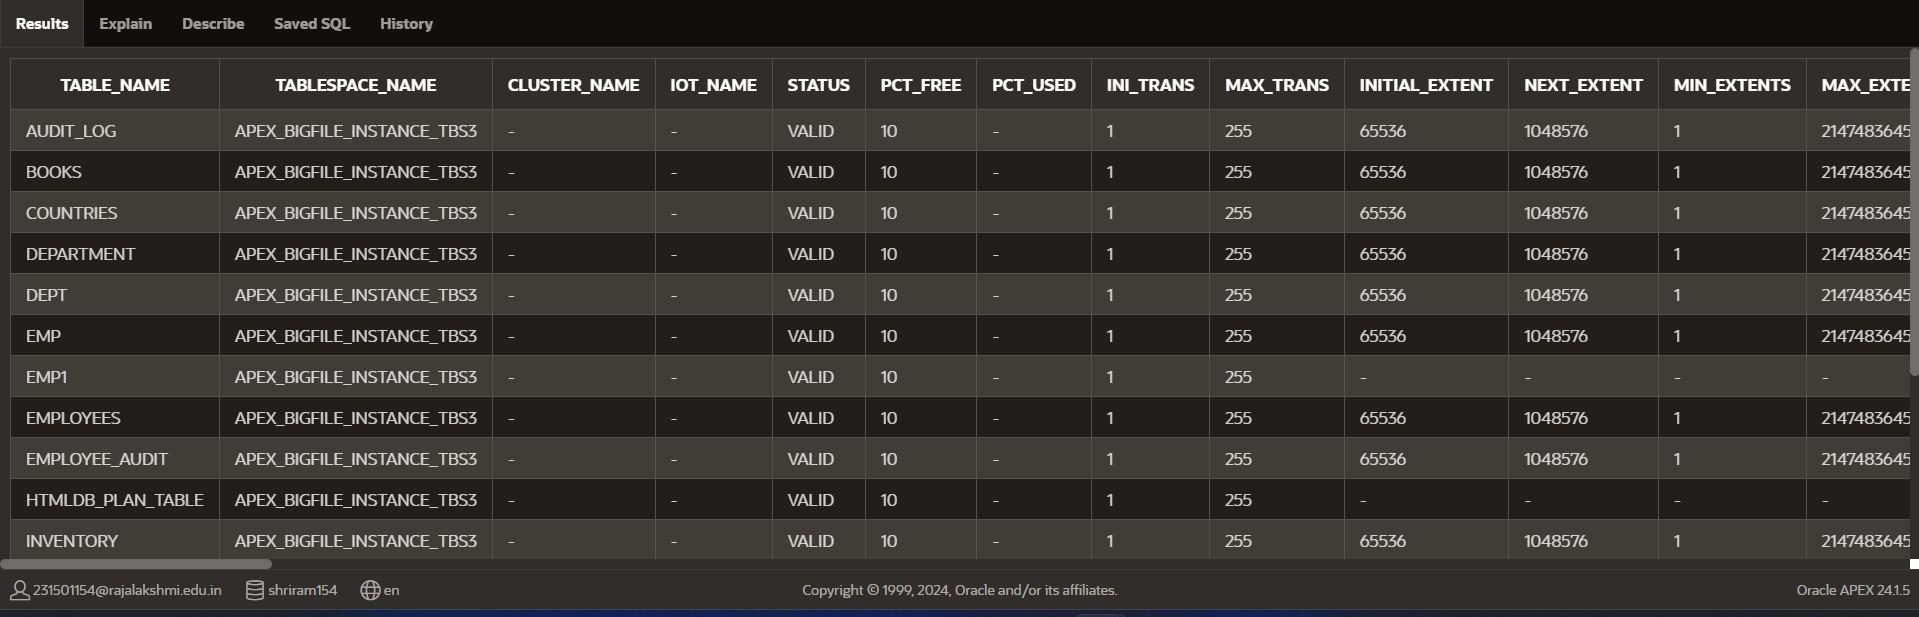 Results Explain Describe Saved SQL History
TABLE_NAME TABLESPACE_NAME CLUSTER_NAME IOT_NAME STATUS PCT_FREE PCT_USED INI_TRANS MAX_TRANS INITIAL_EXTENT NEXT_EXTENT MIN_EXTENTS MAX_EXTE
AUDIT_LOG APEX_BIGFILE_INSTANCE_TBS3 - - VALID 10 - 1 255 65536 1048576 1 2147483645
BOOKS APEX_BIGFILE_INSTANCE_TBS3 - - VALID 10 - 1 255 65536 1048576 1 2147483645
COUNTRIES APEX_BIGFILE_INSTANCE_TBS3 - - VALID 10 - 1 255 65536 1048576 1 2147483645
DEPARTMENT APEX_BIGFILE_INSTANCE_TBS3 - - VALID 10 - 1 255 65536 1048576 1 2147483645
DEPT APEX_BIGFILE_INSTANCE_TBS3 - - VALID 10 - 1 255 65536 1048576 1 2147483645
EMP APEX_BIGFILE_INSTANCE_TBS3 - - VALID 10 - 1 255 65536 1048576 1 2147483645
EMP1 APEX_BIGFILE_INSTANCE_TBS3 - - VALID 10 - 1 255 - - - -
EMPLOYEES APEX_BIGFILE_INSTANCE_TBS3 - - VALID 10 - 1 255 65536 1048576 1 2147483645
EMPLOYEE_AUDIT APEX_BIGFILE_INSTANCE_TBS3 - - VALID 10 - 1 255 65536 1048576 1 2147483645
HTMLDB_PLAN_TABLE APEX_BIGFILE_INSTANCE_TBS3 - - VALID 10 - 1 255 - - - -
INVENTORY APEX_BIGFILE_INSTANCE_TBS3 - - VALID 10 - 1 255 65536 1048576 1 2147483645
231501154@rajalakshmi.edu.in shriram154 en Copyright © 1999, 2024, Oracle and/or its affiliates. Oracle APEX 24.1.5